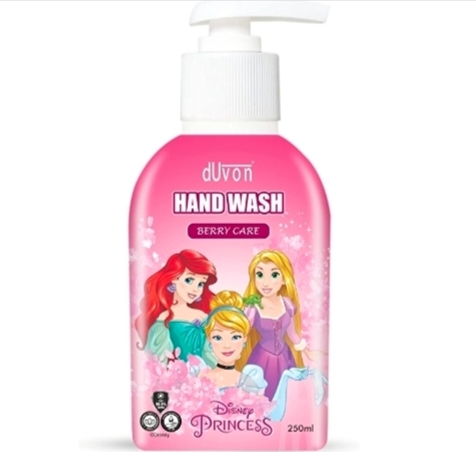 dUvon
HAND WASH
BERRY CARE
Disney
PRINCESS
250ml